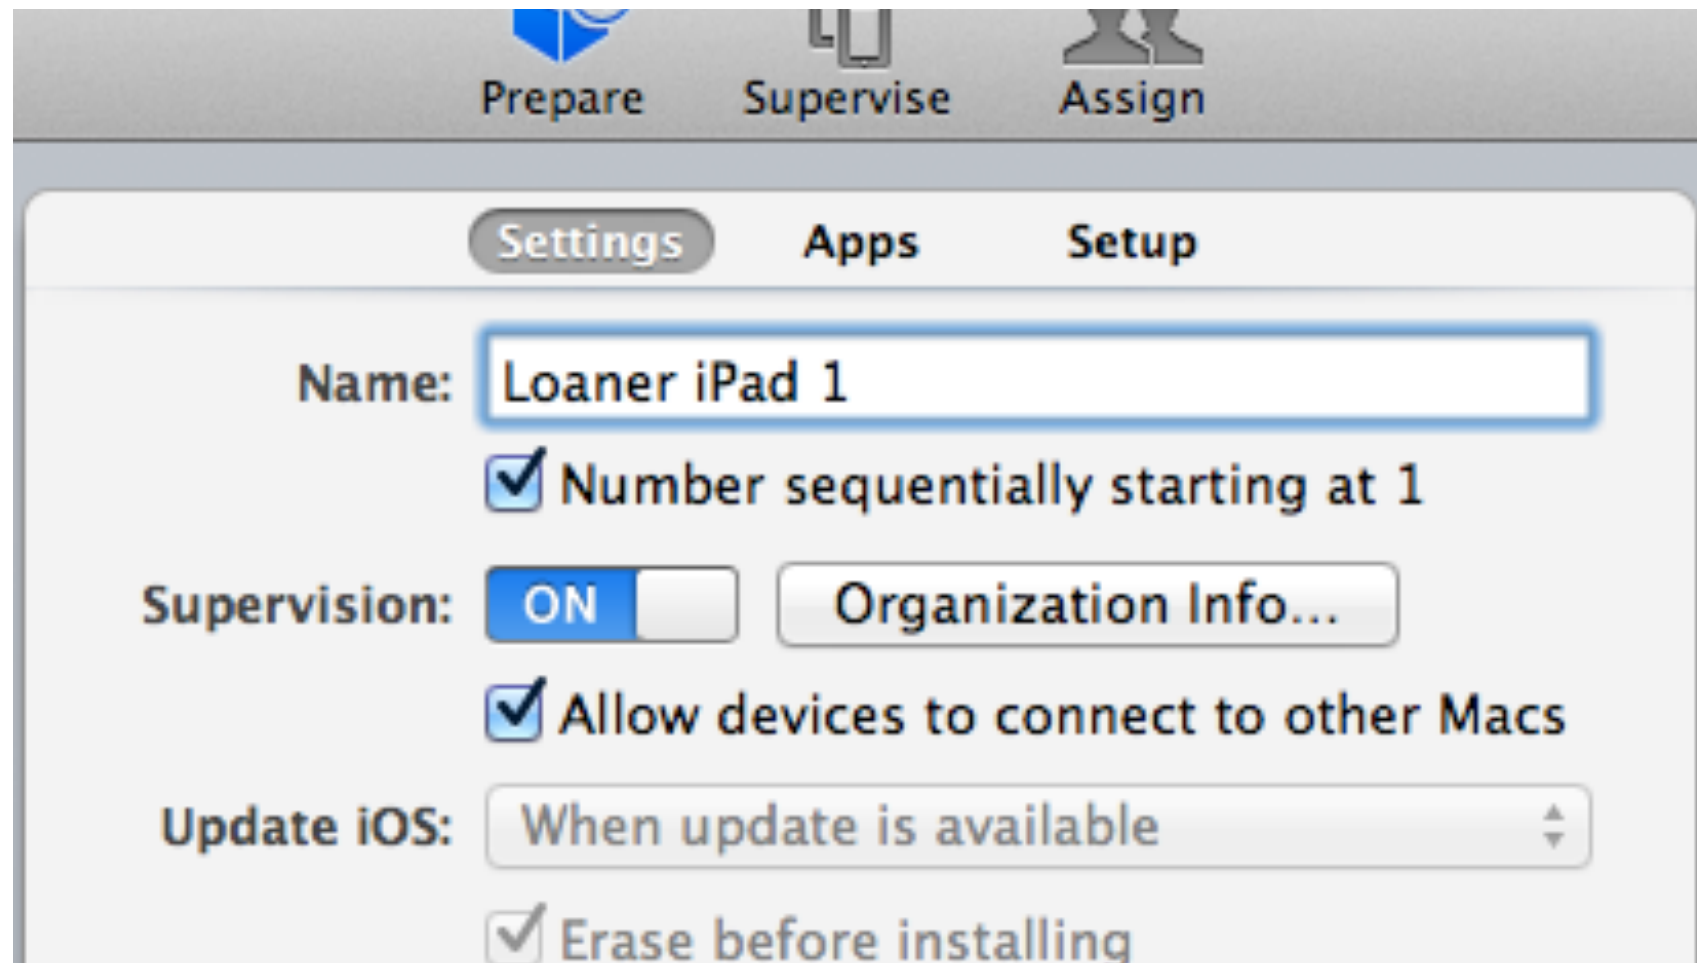 Prepare Supervise Assign
Settings Apps Setup
Name: Loaner iPad 1
Number sequentially starting at 1
Supervision: ON Organization Info...
Allow devices to connect to other Macs
Update iOS: When update is available
Erase before installing